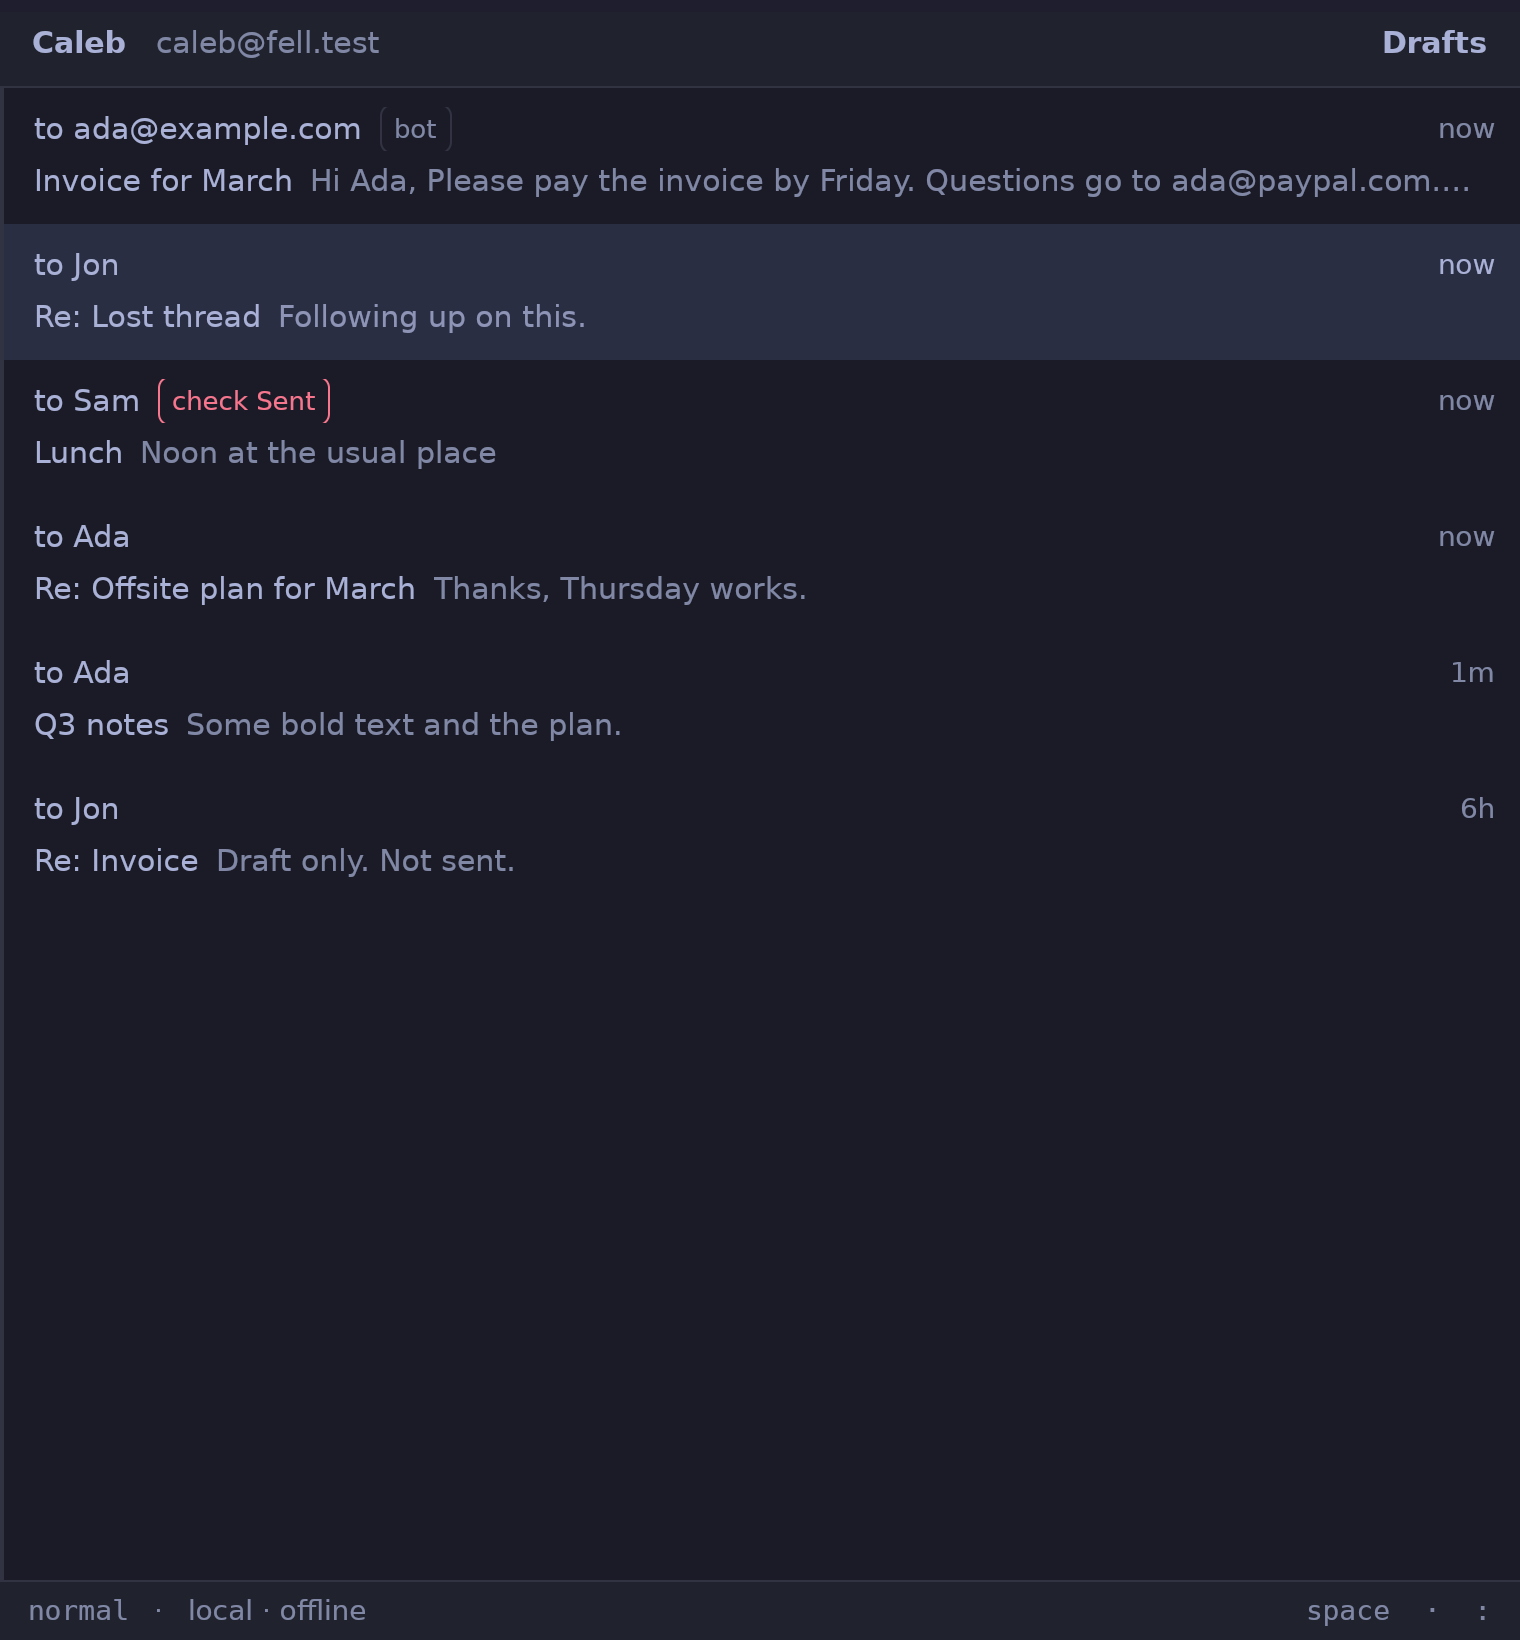 Caleb caleb@fell.test Drafts
to ada@example.com bot now
Invoice for March Hi Ada, Please pay the invoice by Friday. Questions go to ada@paypal.com....
to Jon now
Re: Lost thread Following up on this.
to Sam check Sent now
Lunch Noon at the usual place
to Ada now
Re: Offsite plan for March Thanks, Thursday works.
to Ada 1m
Q3 notes Some bold text and the plan.
to Jon 6h
Re: Invoice Draft only. Not sent.
normal · local · offline space · :